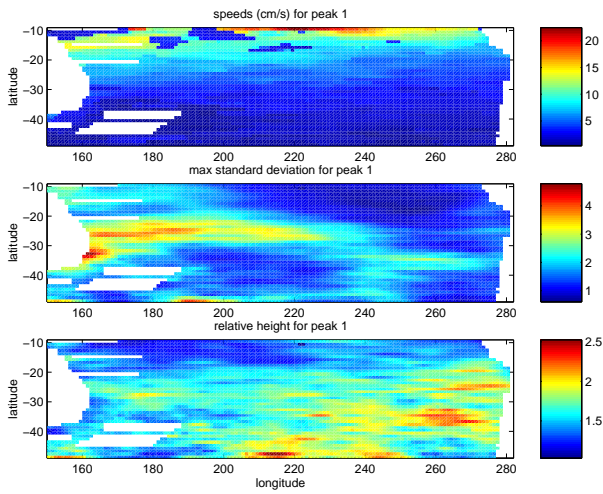 speeds (cm/s) for peak 1
−10
−20
−30
−40
latitude
160 180 200 220 240 260 280
20
15
10
5
max standard deviation for peak 1
−10
−20
−30
−40
latitude
160 180 200 220 240 260 280
4
3
2
1
relative height for peak 1
−10
−20
−30
−40
latitude
160 180 200 220 240 260 280
longitude
2.5
2
1.5